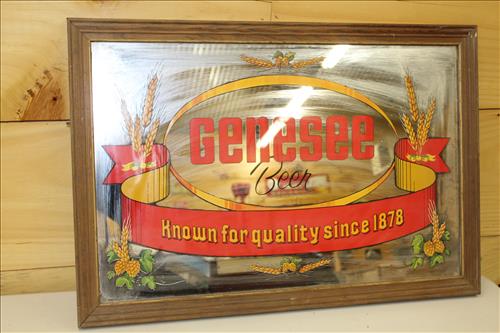 Genesee
Beer
Known for quality since 1878